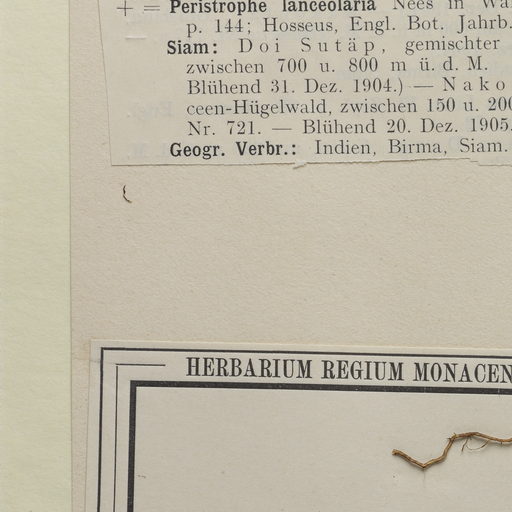 + = Peristrophe lanceolaria Nees in
p. 144; Hosseus, Engl. Bot. Jahrb.
Siam: Doi Sutäp, gemischter
zwischen 700 u. 800 m ü. d. M.
Blühend 31. Dez. 1904.) — Nako
ceen-Hügelwald, zwischen 150 u. 200
Nr. 721. — Blühend 20. Dez. 1905.
Geogr. Verbr.: Indien, Birma, Siam.
HERBARIUM REGIUM MONACEN